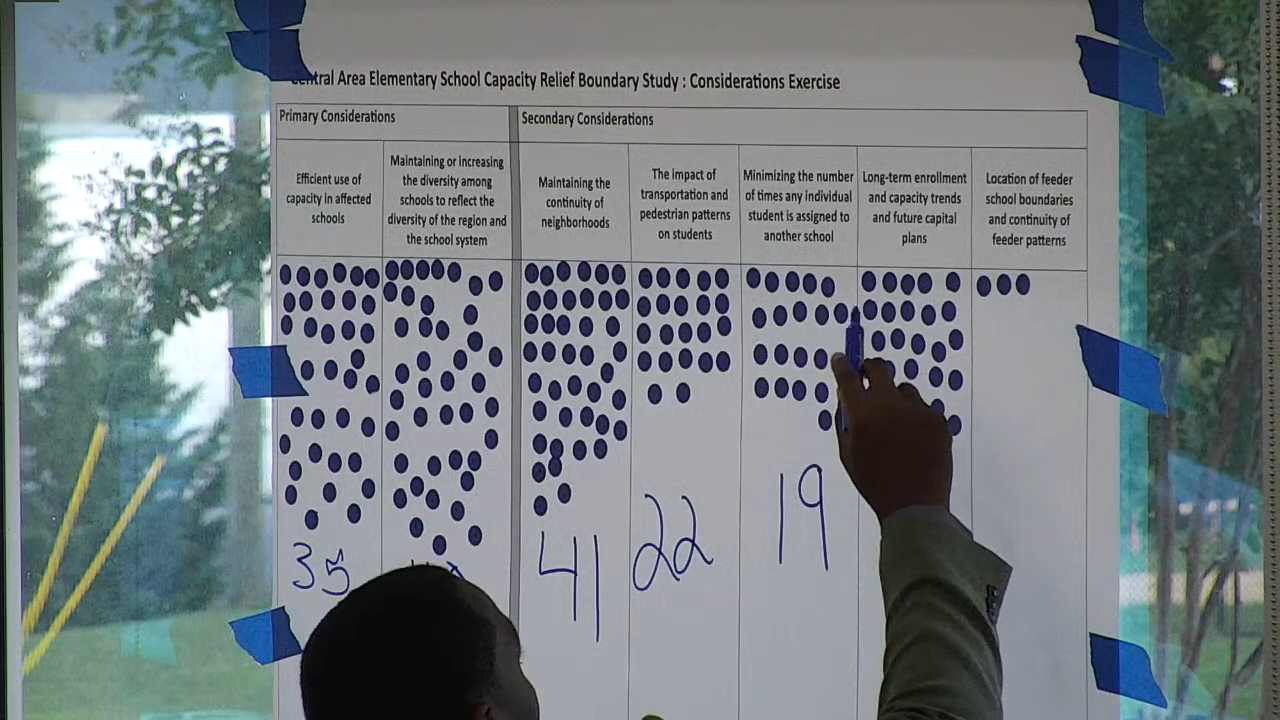 ntral Area Elementary School Capacity Relief Boundary Study : Considerations Exercise
Primary Considerations
Secondary Considerations
Efficient use of
capacity in affected
schools
Maintaining or increasing
the diversity among
schools to reflect the
diversity of the region and
the school system
Maintaining the
continuity of
neighborhoods
The impact of
transportation and
pedestrian patterns
on students
Minimizing the number
of times any individual
student is assigned to
another school
Long-term enrollment
and capacity trends
and future capital
plans
Location of feeder
school boundaries
and continuity of
feeder patterns
35
41
22
19